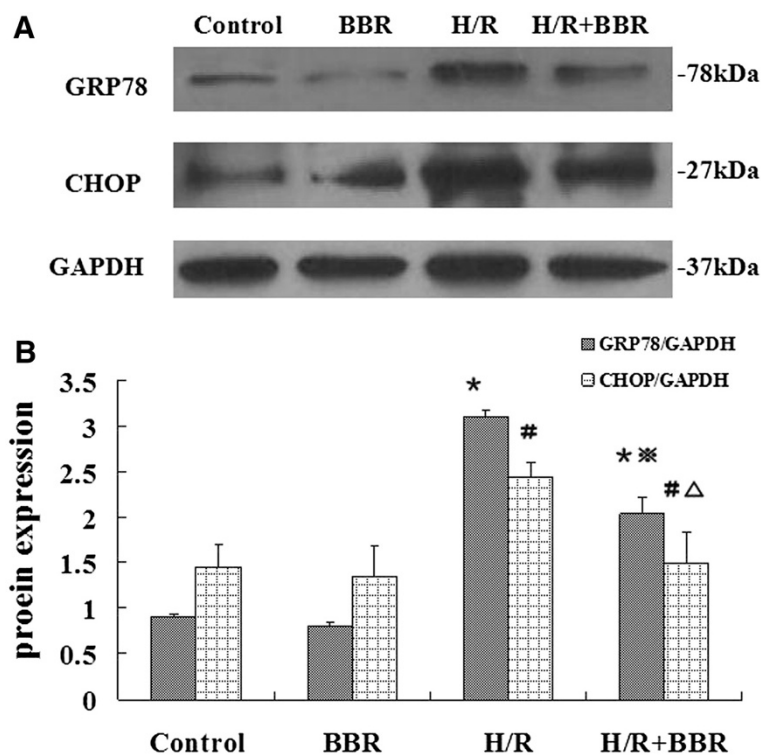 A
Control BBR H/R H/R+BBR
GRP78 -78kDa
CHOP -27kDa
GAPDH -37kDa
B
GRP78/GAPDH
CHOP/GAPDH
proein expression
3.5
3
2.5
2
1.5
1
0.5
0
*
#
*※
#△
Control BBR H/R H/R+BBR